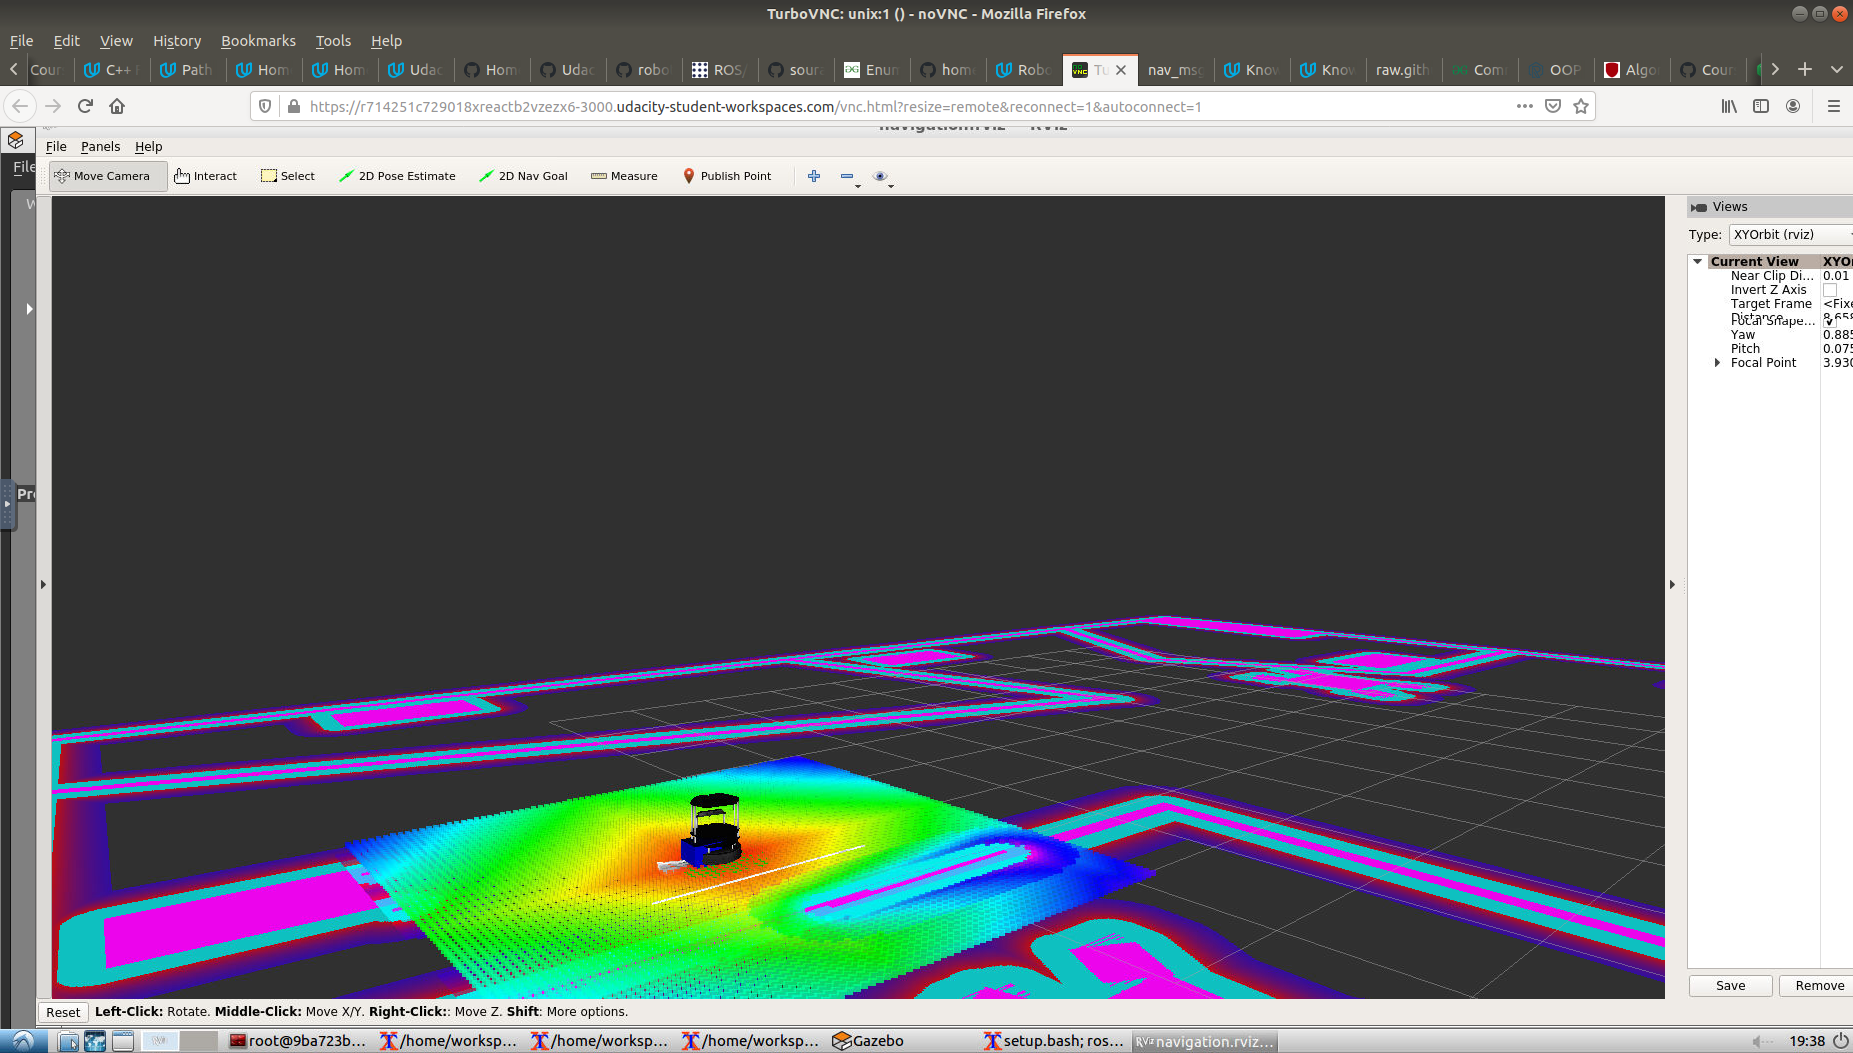 TurboVNC: unix:1 () - noVNC - Mozilla Firefox
File Edit View History Bookmarks Tools Help
Cour C++ Path Hom Hom Udac Hom Udac robo ROS/ sour Enum hom Robo Tu nav_msg Know Know raw.gith Com OOP Algo Cour
https://r714251c729018xreactb2vzezx6-3000.udacity-student-workspaces.com/vnc.html?resize=remote&reconnect=1&autoconnect=1
navigation.rviz - RViz
File Panels Help
File
Move Camera Interact Select 2D Pose Estimate 2D Nav Goal Measure Publish Point
W
Views
Type: XYOrbit (rviz)
Current View XYO
Near Clip Di... 0.01
Invert Z Axis
Target Frame <Fixe
Distance 8.658
Focal Shape...
Yaw 0.885
Pitch 0.075
Focal Point 3.930
Pro
Save Remove
Reset Left-Click: Rotate. Middle-Click: Move X/Y. Right-Click:: Move Z. Shift: More options.
root@9ba723b... /home/worksp... /home/worksp... /home/worksp... Gazebo setup.bash; ros... RViz navigation.rviz... 19:38